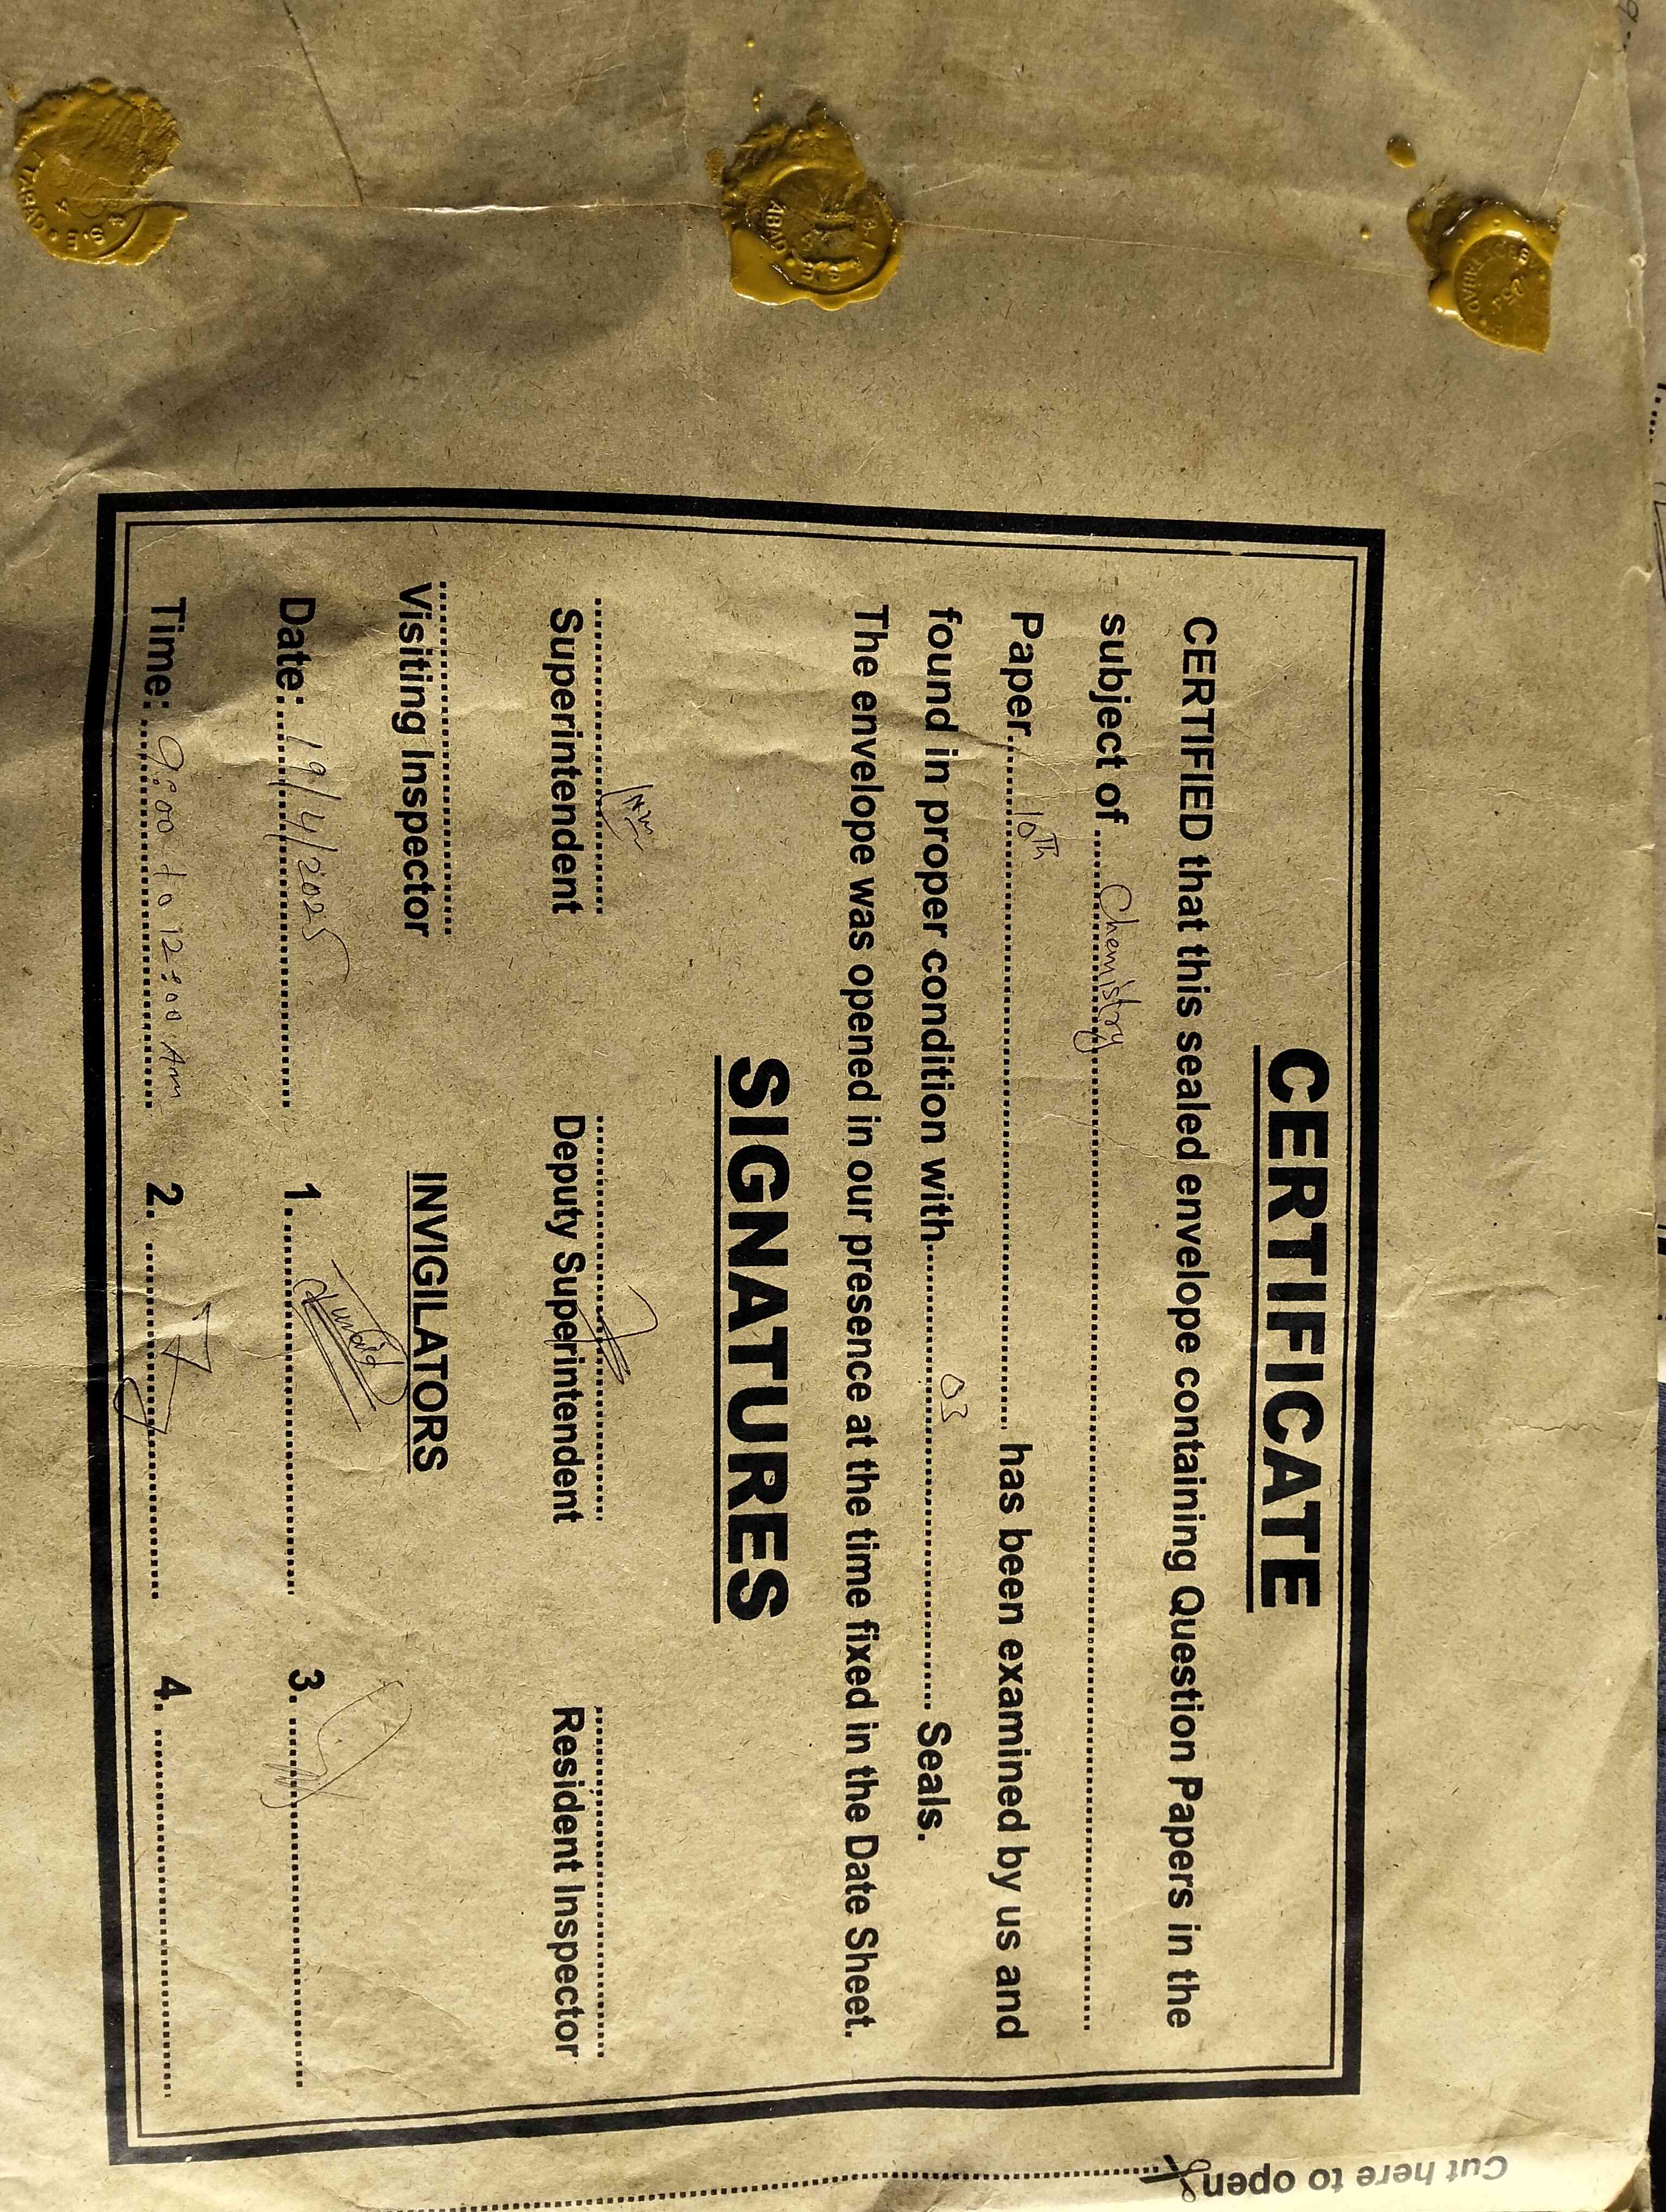 CERTIFICATE
CERTIFIED that this sealed envelope containing Question Papers in the
subject of ...... Chemistry ......
Paper...... 10Th ...... has been examined by us and
found in proper condition with...... 03 ...... Seals.
The envelope was opened in our presence at the time fixed in the Date Sheet.
SIGNATURES
Superintendent Deputy Superintendent Resident Inspector
Visiting Inspector INVIGILATORS
Date: 19/4/2025 1. Junaid 3.
Time: 9:00 to 12:00 Am 2. 4.
Cut here to open